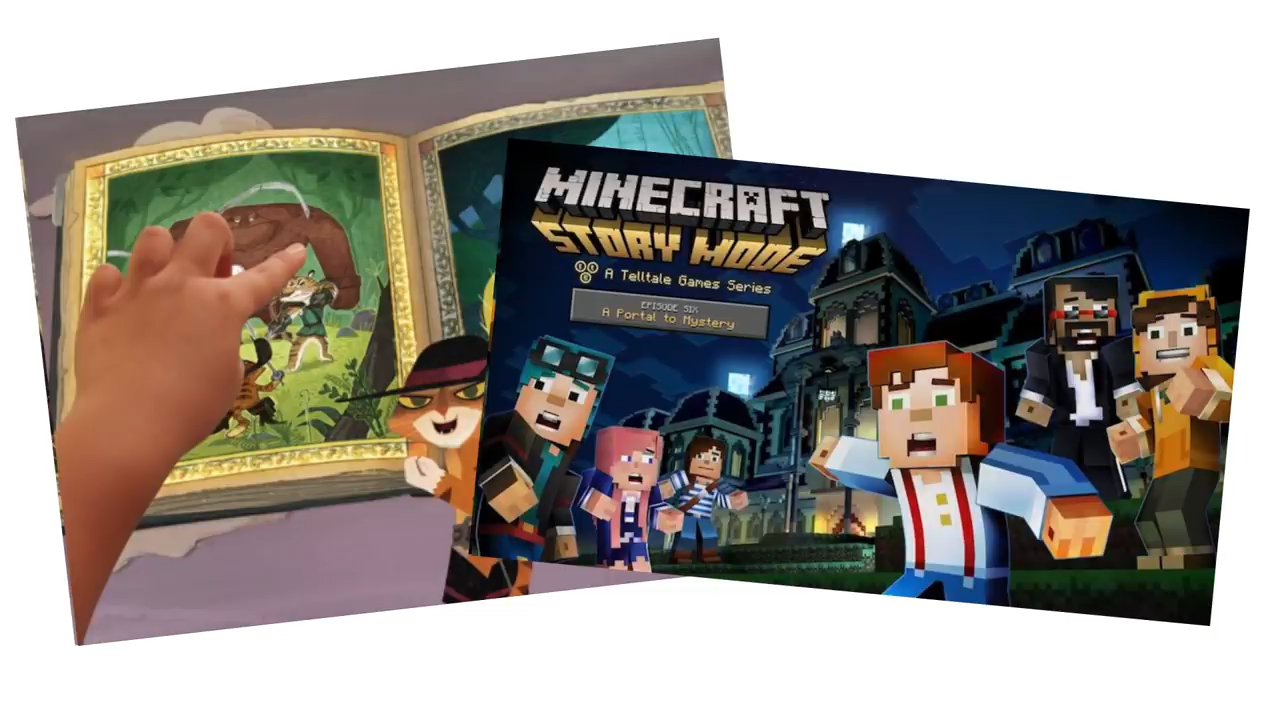 MINECRAFT
STORY MODE
A Telltale Games Series
EPISODE SIX
A Portal to Mystery